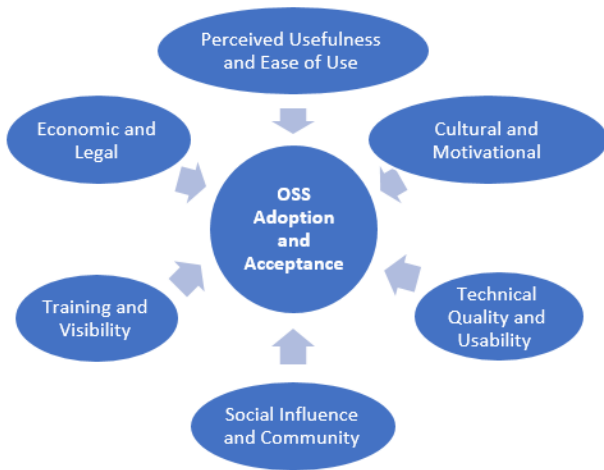 Perceived Usefulness
and Ease of Use
Economic and
Legal
Cultural and
Motivational
OSS
Adoption
and
Acceptance
Training and
Visibility
Technical
Quality and
Usability
Social Influence
and Community